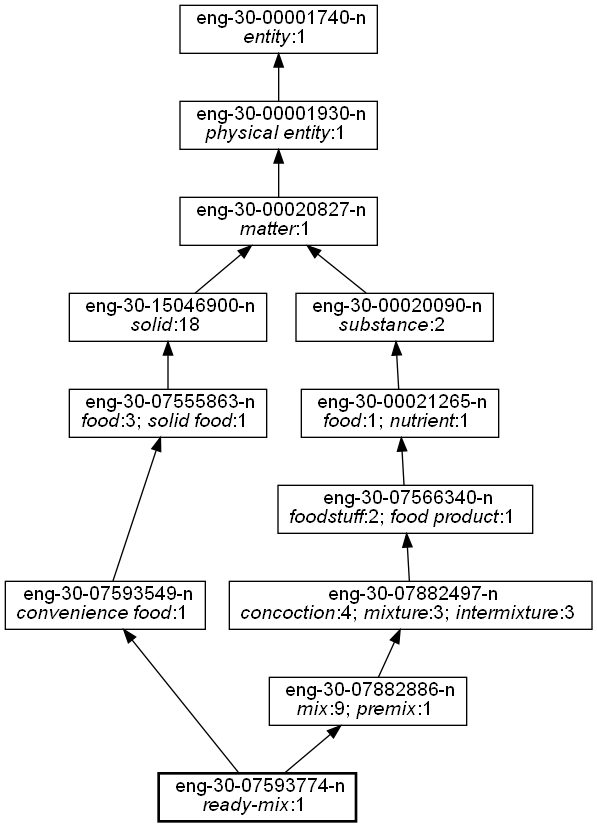 eng-30-00001740-n
entity:1
eng-30-00001930-n
physical entity:1
eng-30-00020827-n
matter:1
eng-30-15046900-n
solid:18
eng-30-00020090-n
substance:2
eng-30-07555863-n
food:3; solid food:1
eng-30-00021265-n
food:1; nutrient:1
eng-30-07566340-n
foodstuff:2; food product:1
eng-30-07593549-n
convenience food:1
eng-30-07882497-n
concoction:4; mixture:3; intermixture:3
eng-30-07882886-n
mix:9; premix:1
eng-30-07593774-n
ready-mix:1